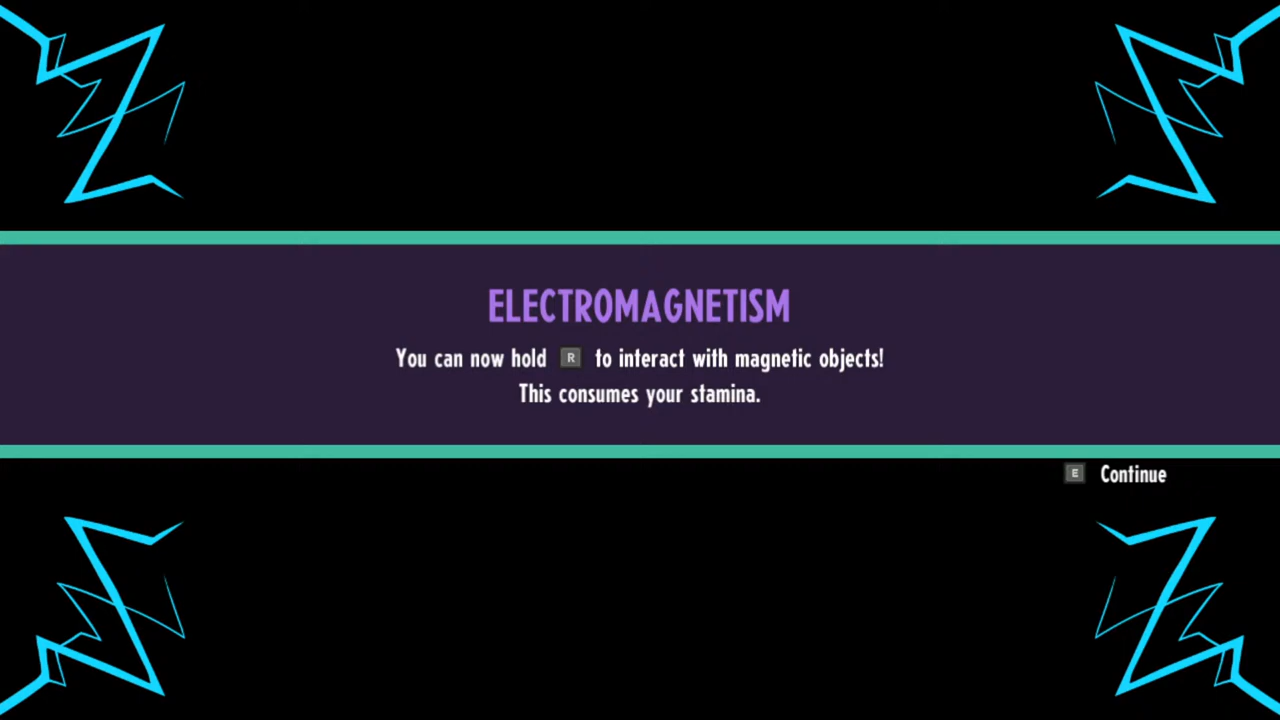 ELECTROMAGNETISM
You can now hold R to interact with magnetic objects!
This consumes your stamina.
E Continue